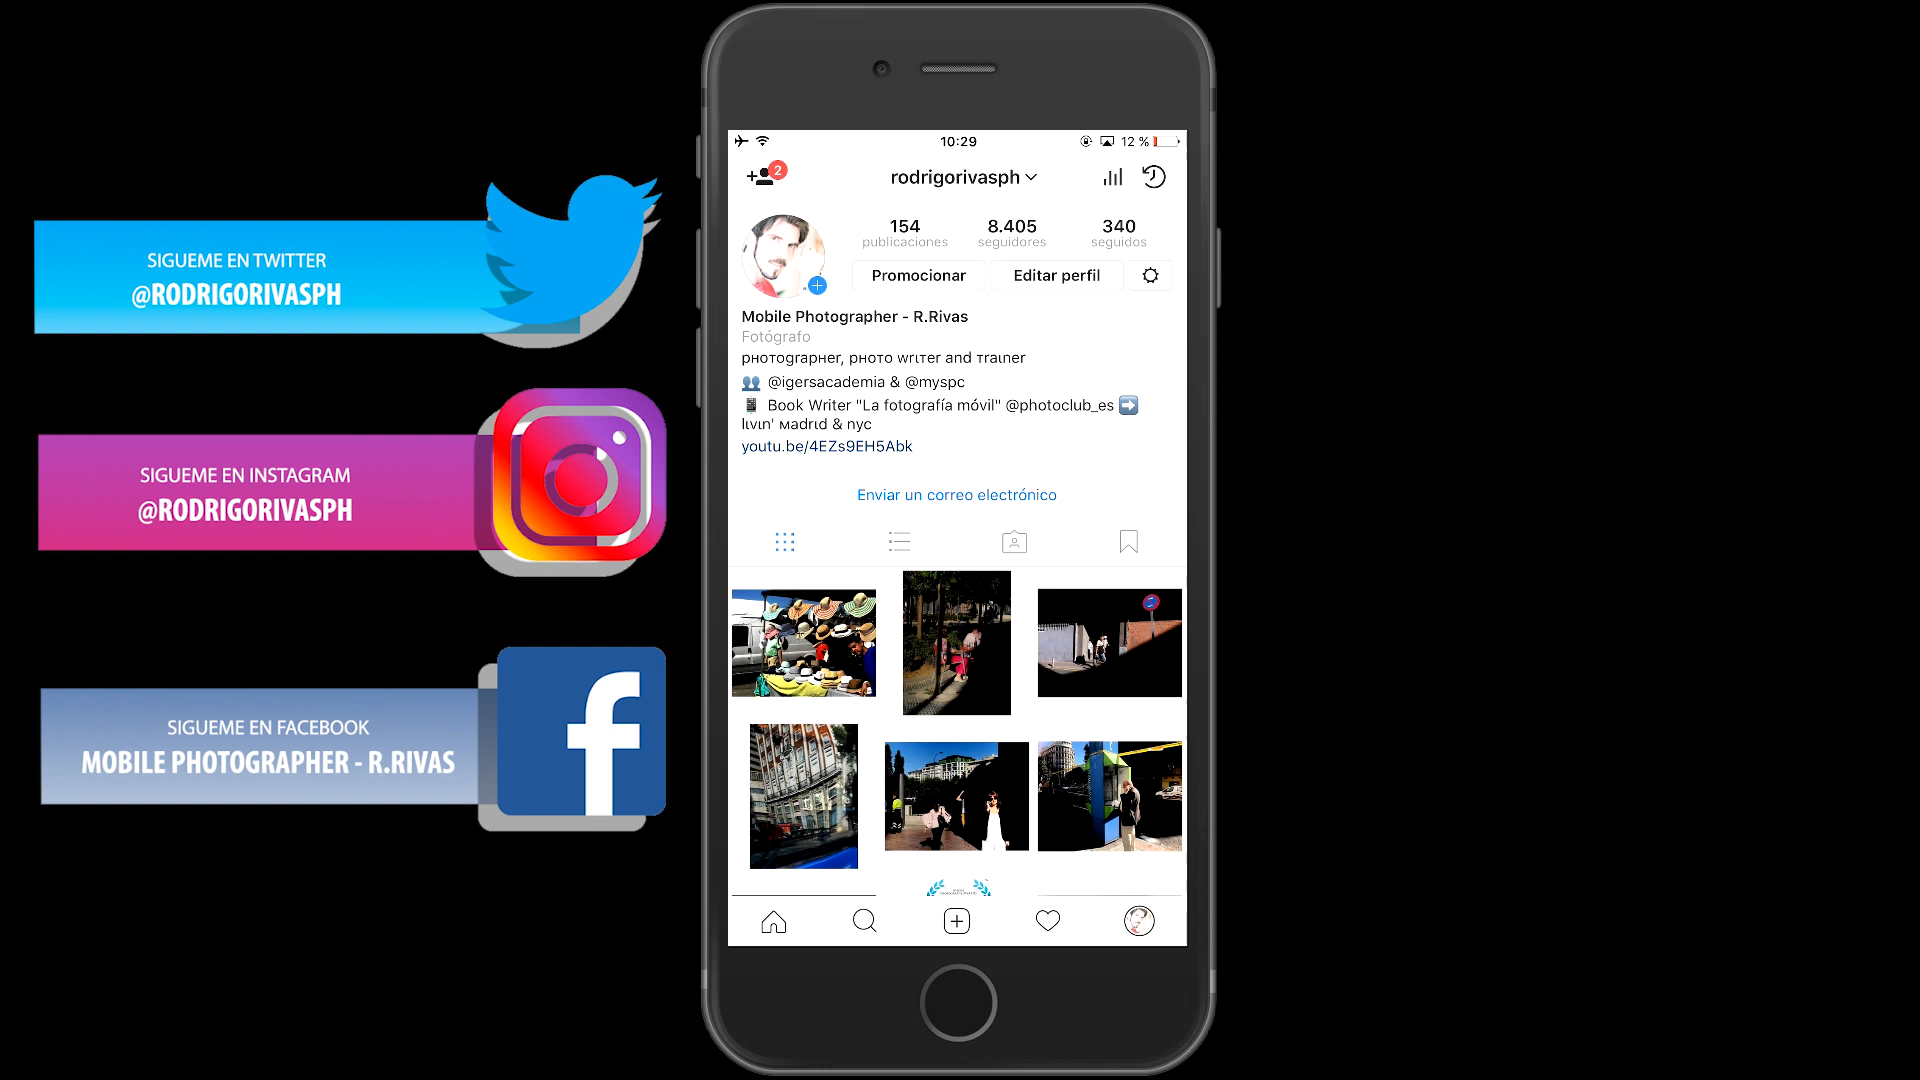 SIGUEME EN TWITTER
@RODRIGORIVASPH
SIGUEME EN INSTAGRAM
@RODRIGORIVASPH
SIGUEME EN FACEBOOK
MOBILE PHOTOGRAPHER - R.RIVAS
10:29
12 %
2
rodrigorivasph
154
8.405
340
publicaciones
seguidores
seguidos
Promocionar
Editar perfil
Mobile Photographer - R.Rivas
Fotógrafo
pнoтograpнer, pнoтo wrιтer and тraιner
@igersacademia & @myspc
Book Writer "La fotografía móvil" @photoclub_es
lιvιn' мadrιd & nyc
youtu.be/4EZs9EH5Abk
Enviar un correo electrónico